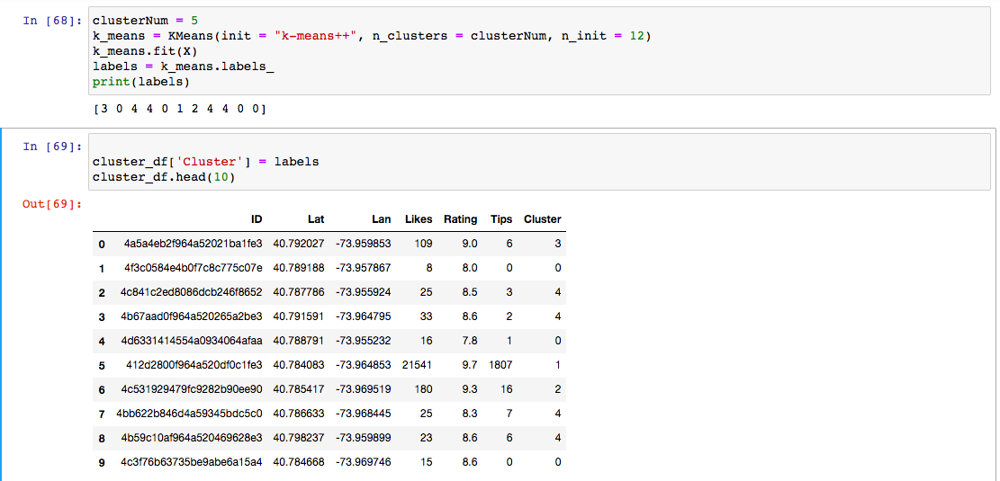 In [68]: clusterNum = 5
k_means = KMeans(init = "k-means++", n_clusters = clusterNum, n_init = 12)
k_means.fit(X)
labels = k_means.labels_
print(labels)
[3 0 4 4 0 1 2 4 4 0 0]
In [69]:
cluster_df['Cluster'] = labels
cluster_df.head(10)
Out[69]:
ID Lat Lan Likes Rating Tips Cluster
0 4a5a4eb2f964a52021ba1fe3 40.792027 -73.959853 109 9.0 6 3
1 4f3c0584e4b0f7c8c775c07e 40.789188 -73.957867 8 8.0 0 0
2 4c841c2ed8086dcb246f8652 40.787786 -73.955924 25 8.5 3 4
3 4b67aad0f964a520265a2be3 40.791591 -73.964795 33 8.6 2 4
4 4d6331414554a0934064afaa 40.788791 -73.955232 16 7.8 1 0
5 412d2800f964a520df0c1fe3 40.784083 -73.964853 21541 9.7 1807 1
6 4c531929479fc9282b90ee90 40.785417 -73.969519 180 9.3 16 2
7 4bb622b846d4a59345bdc5c0 40.786633 -73.968445 25 8.3 7 4
8 4b59c10af964a520469628e3 40.798237 -73.959899 23 8.6 6 4
9 4c3f76b63735be9abe6a15a4 40.784668 -73.969746 15 8.6 0 0